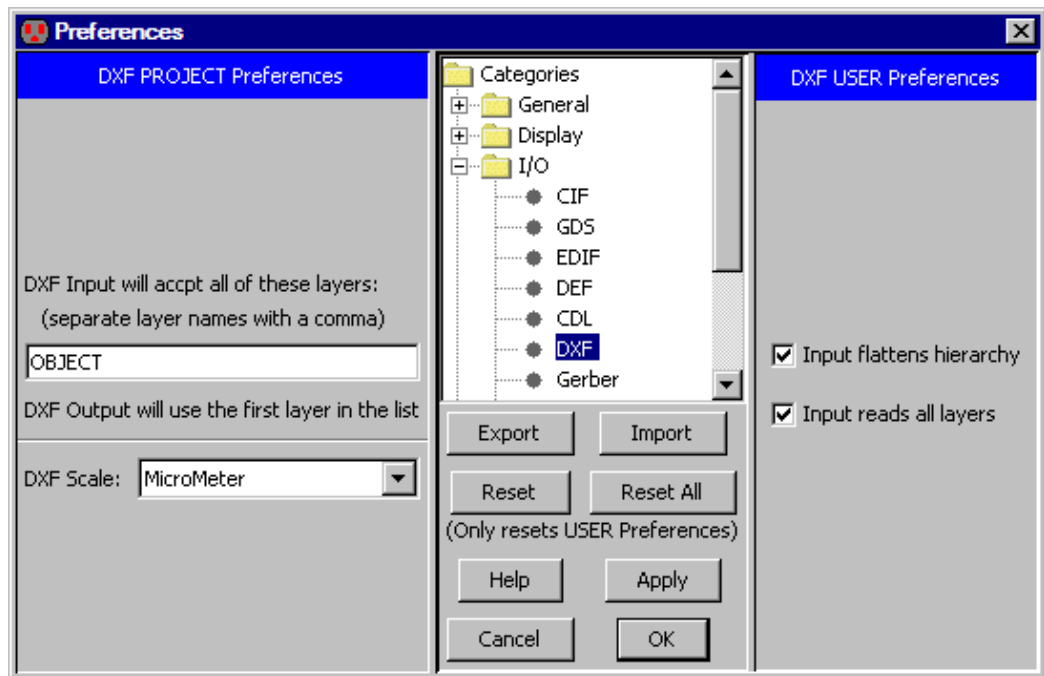 Preferences
DXF PROJECT Preferences
DXF Input will accpt all of these layers:
(separate layer names with a comma)
OBJECT
DXF Output will use the first layer in the list
DXF Scale:
MicroMeter
Categories
General
Display
I/O
CIF
GDS
EDIF
DEF
CDL
DXF
Gerber
Export
Import
Reset
Reset All
(Only resets USER Preferences)
Help
Apply
Cancel
OK
DXF USER Preferences
Input flattens hierarchy
Input reads all layers